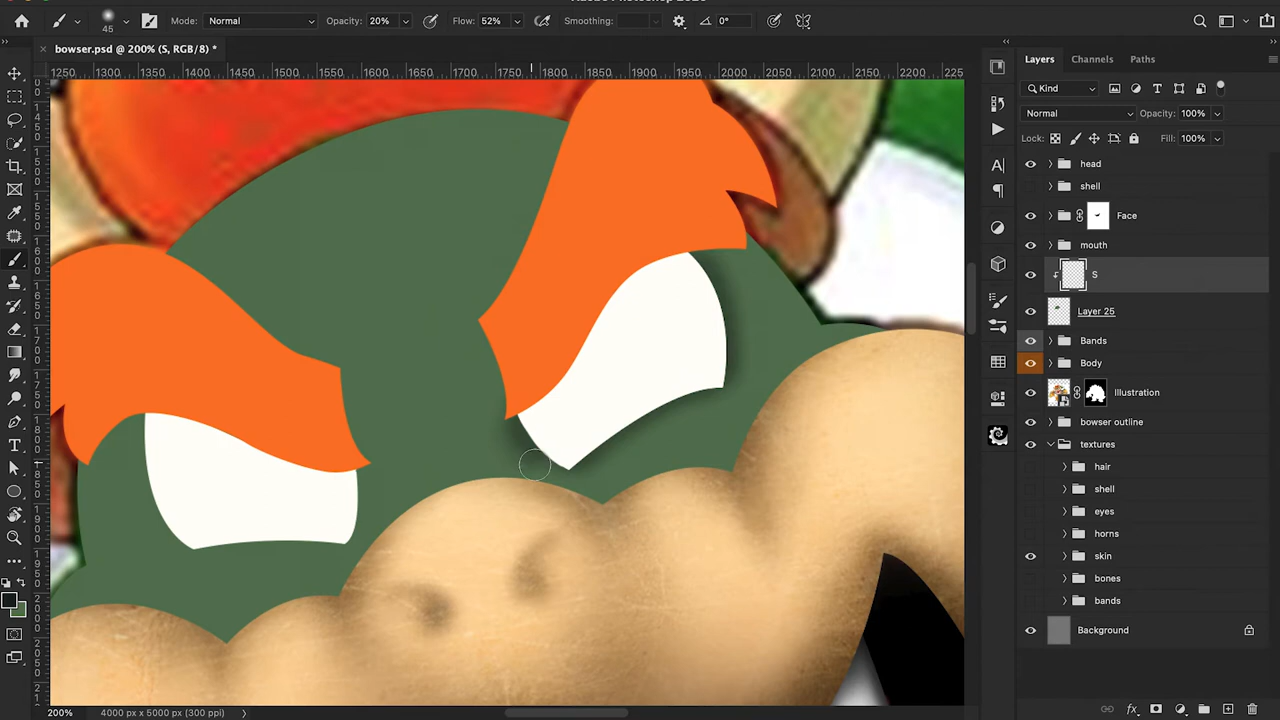 45 Mode: Normal Opacity: 20% Flow: 52% Smoothing: 0°
× bowser.psd @ 200% (S, RGB/8) *
1250 1300 1350 1400 1450 1500 1550 1600 1650 1700 1750 1800 1850 1900 1950 2000 2050 2100 2150 2200 225
Layers Channels Paths
Kind
Normal Opacity: 100%
Lock: Fill: 100%
head
shell
Face
mouth
S
Layer 25
Bands
Body
Illustration
bowser outline
textures
hair
shell
eyes
horns
skin
bones
bands
Background
200% 4000 px x 5000 px (300 ppi)